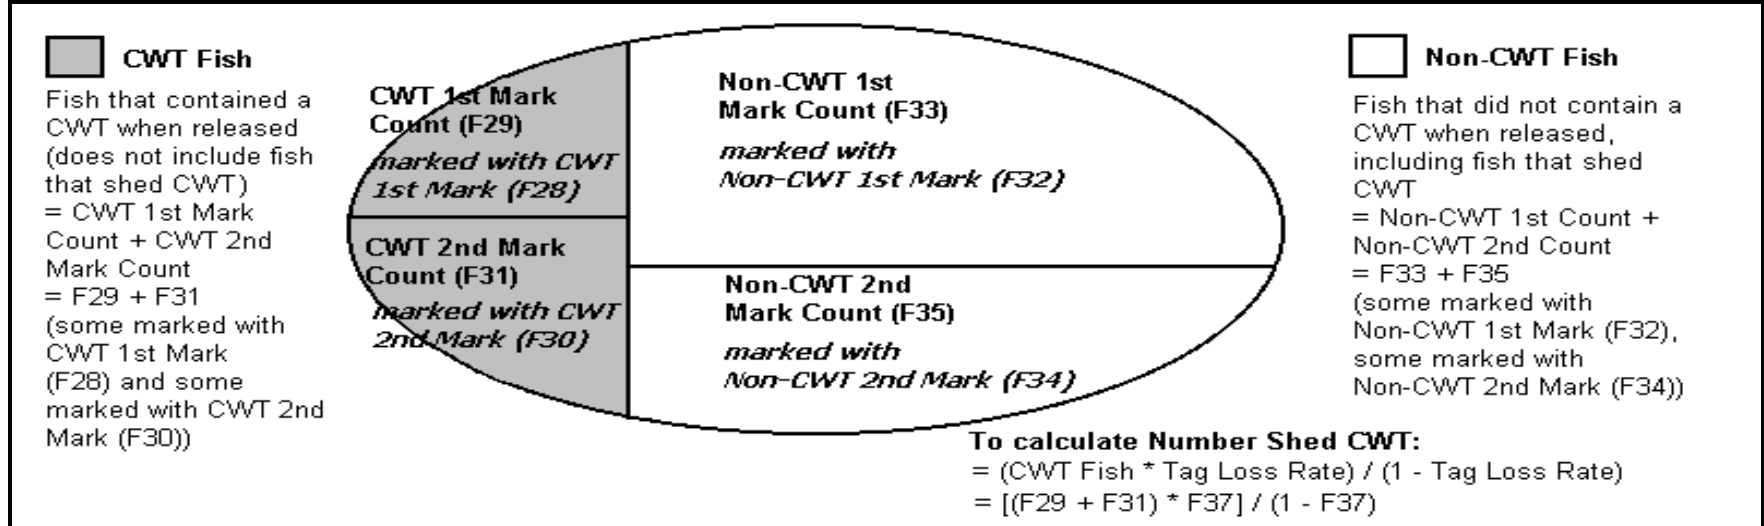 CWT Fish
Fish that contained a
CWT when released
(does not include fish
that shed CWT)
= CWT 1st Mark
Count + CWT 2nd
Mark Count
= F29 + F31
(some marked with
CWT 1st Mark
(F28) and some
marked with CWT 2nd
Mark (F30))
CWT 1st Mark
Count (F29)
marked with CWT
1st Mark (F28)
CWT 2nd Mark
Count (F31)
marked with CWT
2nd Mark (F30)
Non-CWT 1st
Mark Count (F33)
marked with
Non-CWT 1st Mark (F32)
Non-CWT 2nd
Mark Count (F35)
marked with
Non-CWT 2nd Mark (F34)
Non-CWT Fish
Fish that did not contain a
CWT when released,
including fish that shed
CWT
= Non-CWT 1st Count +
Non-CWT 2nd Count
= F33 + F35
(some marked with
Non-CWT 1st Mark (F32),
some marked with
Non-CWT 2nd Mark (F34))
To calculate Number Shed CWT:
= (CWT Fish * Tag Loss Rate) / (1 - Tag Loss Rate)
= [(F29 + F31) * F37] / (1 - F37)